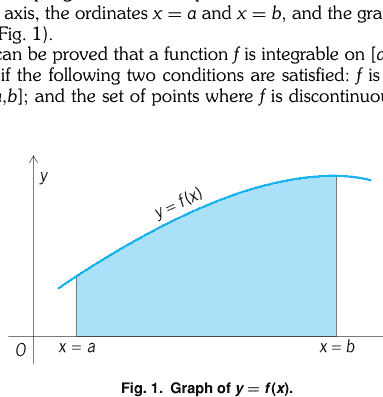 axis, the ordinates x = a and x = b, and the gra
Fig. 1).
can be proved that a function f is integrable on [a
if the following two conditions are satisfied: f is
,b]; and the set of points where f is discontinuou
y
y = f(x)
O
x = a
x = b
Fig. 1. Graph of y = f(x).